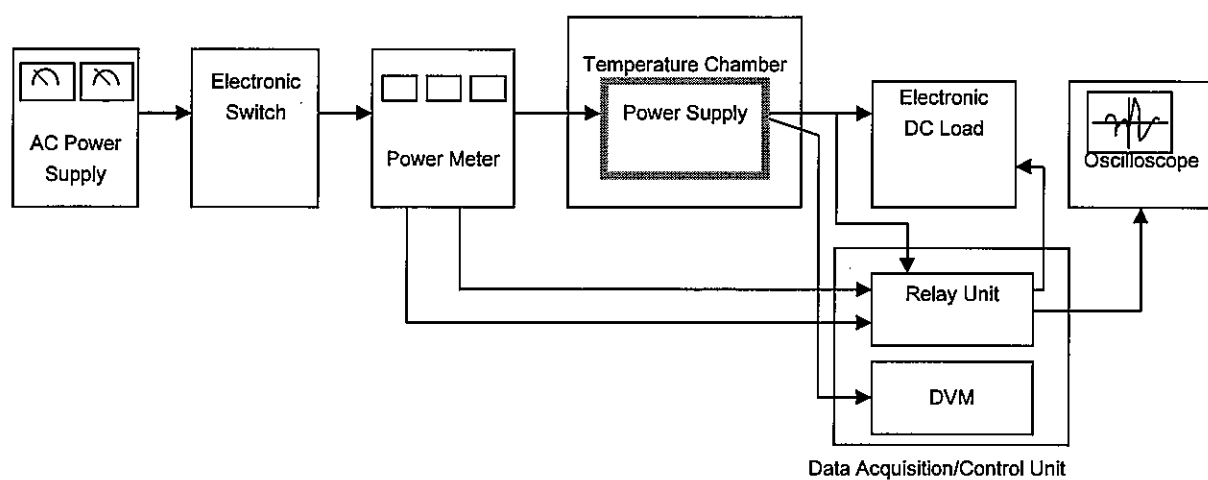 AC Power
Supply
Electronic
Switch
Power Meter
Temperature Chamber
Power Supply
Electronic
DC Load
Oscilloscope
Relay Unit
DVM
Data Acquisition/Control Unit